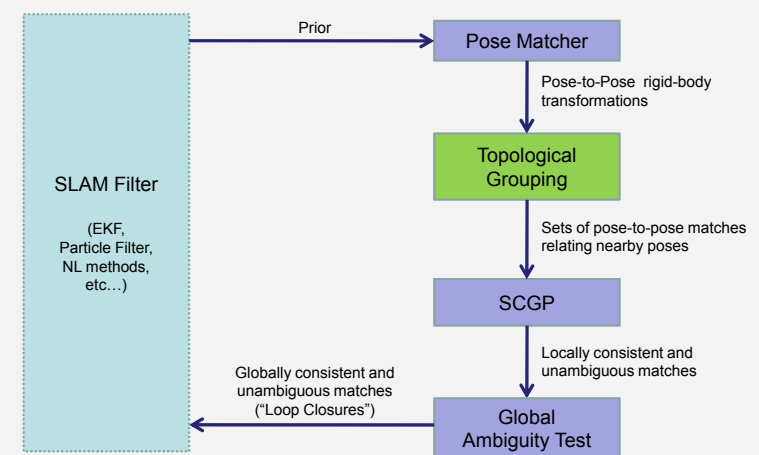 Prior
Pose Matcher
Pose-to-Pose rigid-body
transformations
Topological
Grouping
SLAM Filter
(EKF,
Particle Filter,
NL methods,
etc…)
Sets of pose-to-pose matches
relating nearby poses
SCGP
Locally consistent and
unambiguous matches
Globally consistent and
unambiguous matches
(“Loop Closures”)
Global
Ambiguity Test